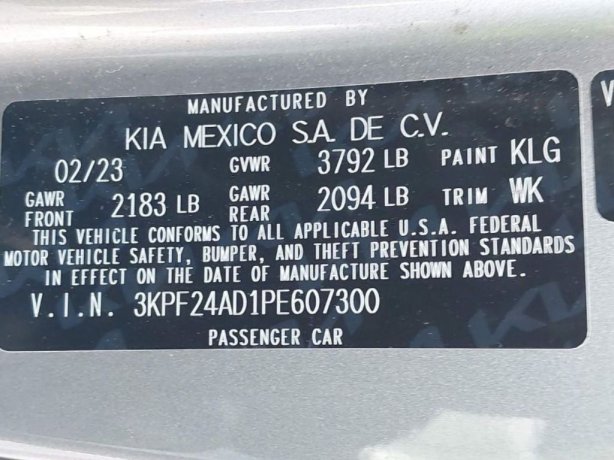 MANUFACTURED BY
KIA MEXICO S.A. DE C.V.
02/23 GVWR 3792 LB PAINT KLG
GAWR FRONT 2183 LB GAWR REAR 2094 LB TRIM WK
THIS VEHICLE CONFORMS TO ALL APPLICABLE U.S.A. FEDERAL
MOTOR VEHICLE SAFETY, BUMPER, AND THEFT PREVENTION STANDARDS
IN EFFECT ON THE DATE OF MANUFACTURE SHOWN ABOVE.
V.I.N. 3KPF24AD1PE607300
PASSENGER CAR